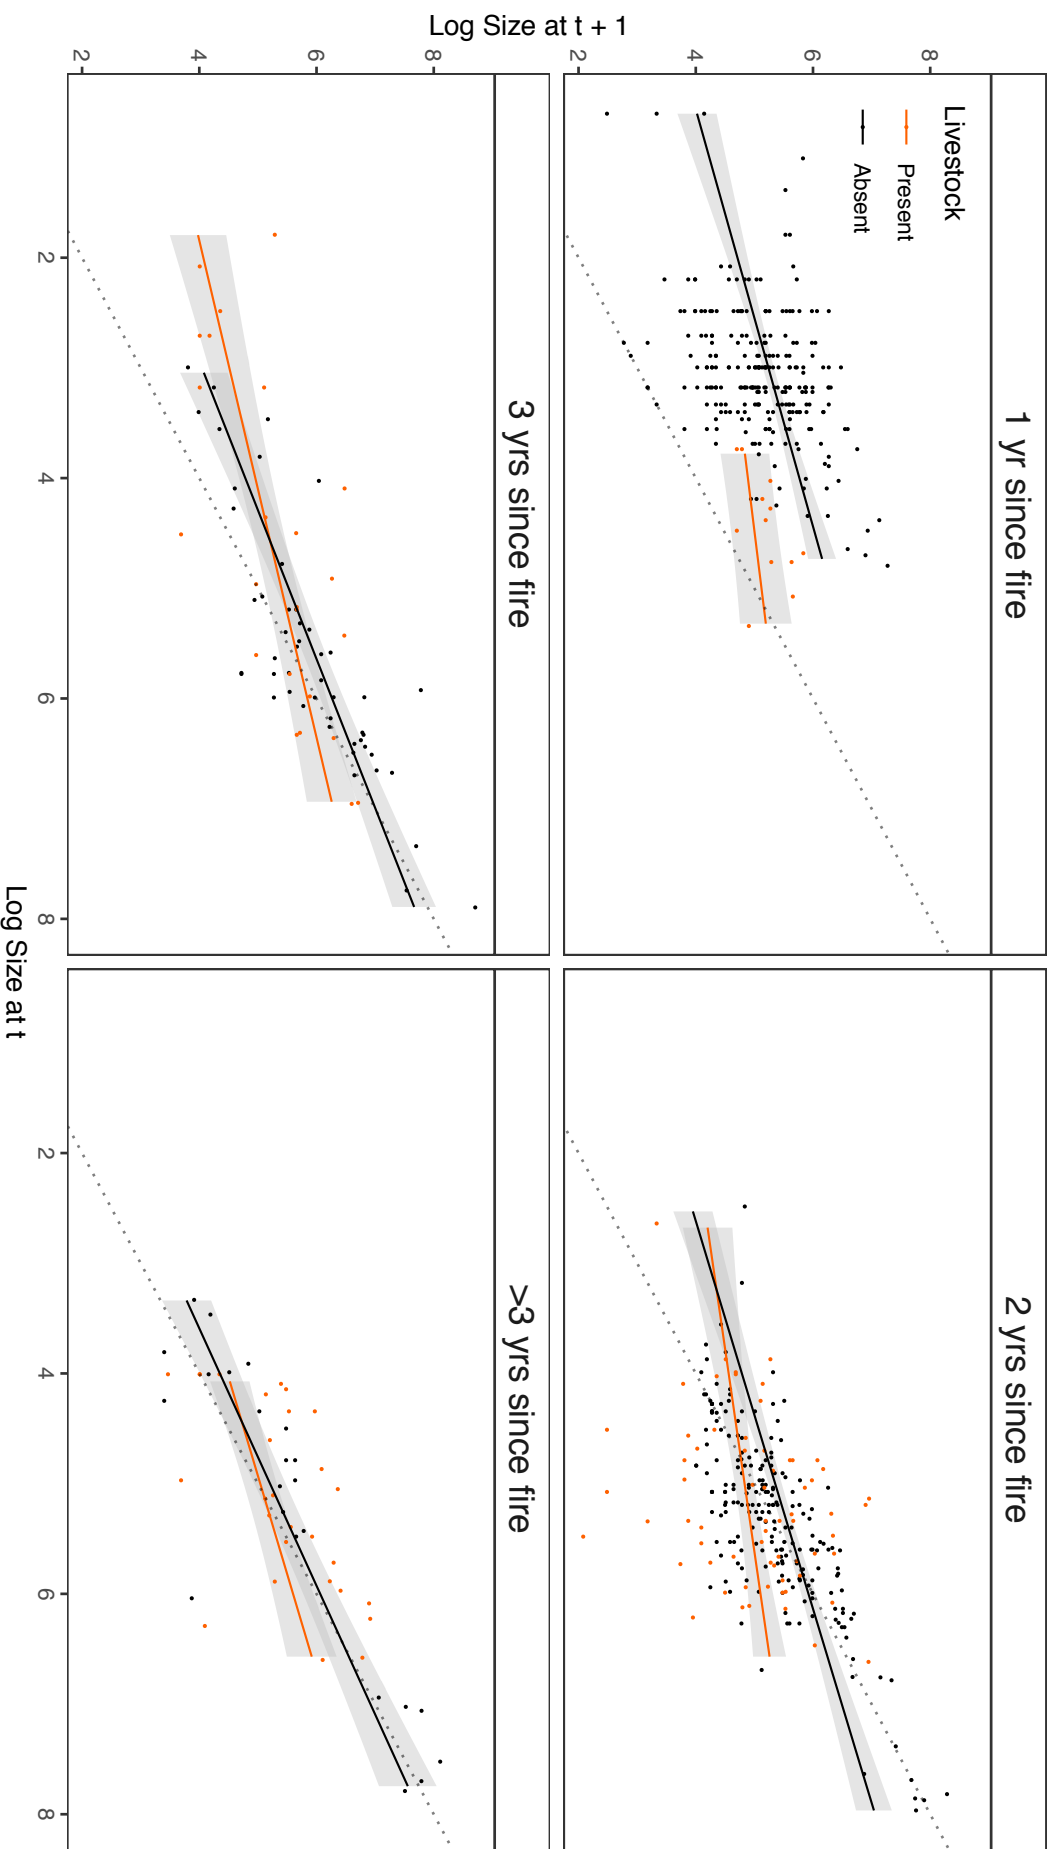 1 yr since fire
2 yrs since fire
Livestock
Present
Absent
8
6
4
2
3 yrs since fire
>3 yrs since fire
8
6
4
2
2 4 6 8
2 4 6 8
Log Size at t
Log Size at t + 1